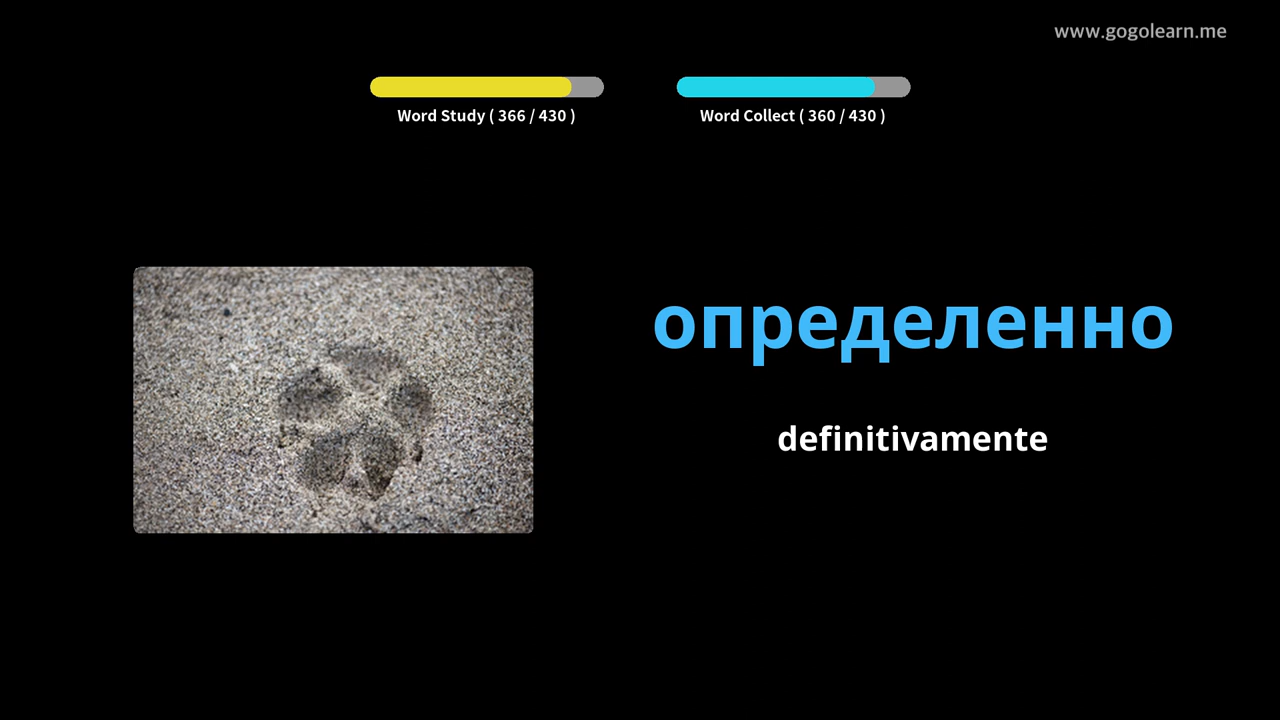 www.gogolearn.me
Word Study ( 366 / 430 )
Word Collect ( 360 / 430 )
определенно
definitivamente